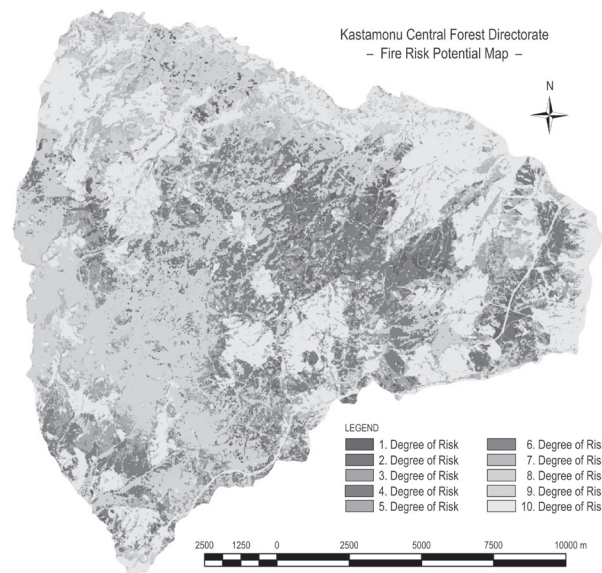 Kastamonu Central Forest Directorate
– Fire Risk Potential Map –
N
LEGEND
1. Degree of Risk
2. Degree of Risk
3. Degree of Risk
4. Degree of Risk
5. Degree of Risk
6. Degree of Ris
7. Degree of Ris
8. Degree of Ris
9. Degree of Ris
10. Degree of Ris
2500 1250 0 2500 5000 7500 10000 m